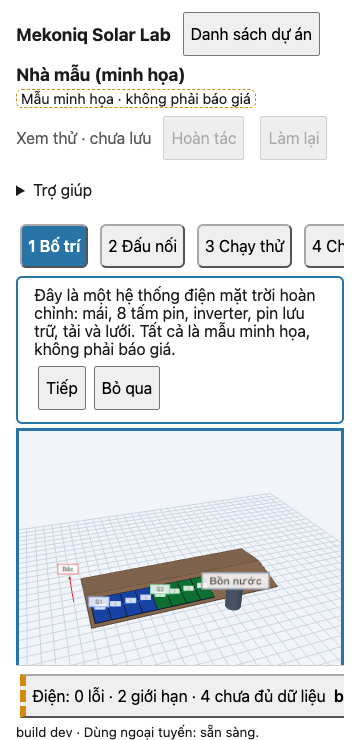 Mekoniq Solar Lab
Danh sách dự án
Nhà mẫu (minh họa)
Mẫu minh họa · không phải báo giá
Xem thử · chưa lưu
Hoàn tác
Làm lại
▶ Trợ giúp
1 Bố trí
2 Đấu nối
3 Chạy thử
4 Ch
Đây là một hệ thống điện mặt trời hoàn
chỉnh: mái, 8 tấm pin, inverter, pin lưu
trữ, tải và lưới. Tất cả là mẫu minh họa,
không phải báo giá.
Tiếp
Bỏ qua
Bắc
Bồn nước
S1
S2
Điện: 0 lỗi · 2 giới hạn · 4 chưa đủ dữ liệu b
build dev · Dùng ngoại tuyến: sẵn sàng.